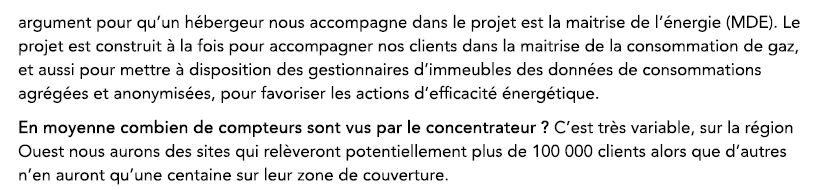 argument pour qu’un hébergeur nous accompagne dans le projet est la maitrise de l’énergie (MDE). Le
projet est construit à la fois pour accompagner nos clients dans la maitrise de la consommation de gaz,
et aussi pour mettre à disposition des gestionnaires d’immeubles des données de consommations
agrégées et anonymisées, pour favoriser les actions d’efficacité énergétique.
En moyenne combien de compteurs sont vus par le concentrateur ? C’est très variable, sur la région
Ouest nous aurons des sites qui relèveront potentiellement plus de 100 000 clients alors que d’autres
n’en auront qu’une centaine sur leur zone de couverture.